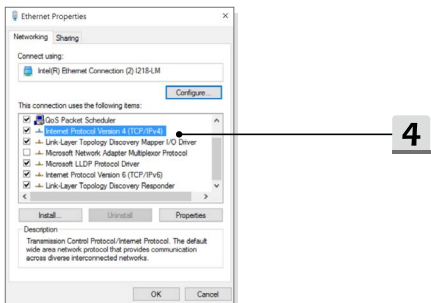 Ethernet Properties
Networking Sharing
Connect using:
Intel(R) Ethernet Connection (2) I218-LM
Configure...
This connection uses the following items:
QoS Packet Scheduler
Internet Protocol Version 4 (TCP/IPv4)
4
Link-Layer Topology Discovery Mapper I/O Driver
Microsoft Network Adapter Multiplexor Protocol
Microsoft LLDP Protocol Driver
Internet Protocol Version 6 (TCP/IPv6)
Link-Layer Topology Discovery Responder
Install... Uninstall Properties
Description
Transmission Control Protocol/Internet Protocol. The default
wide area network protocol that provides communication
across diverse interconnected networks.
OK Cancel